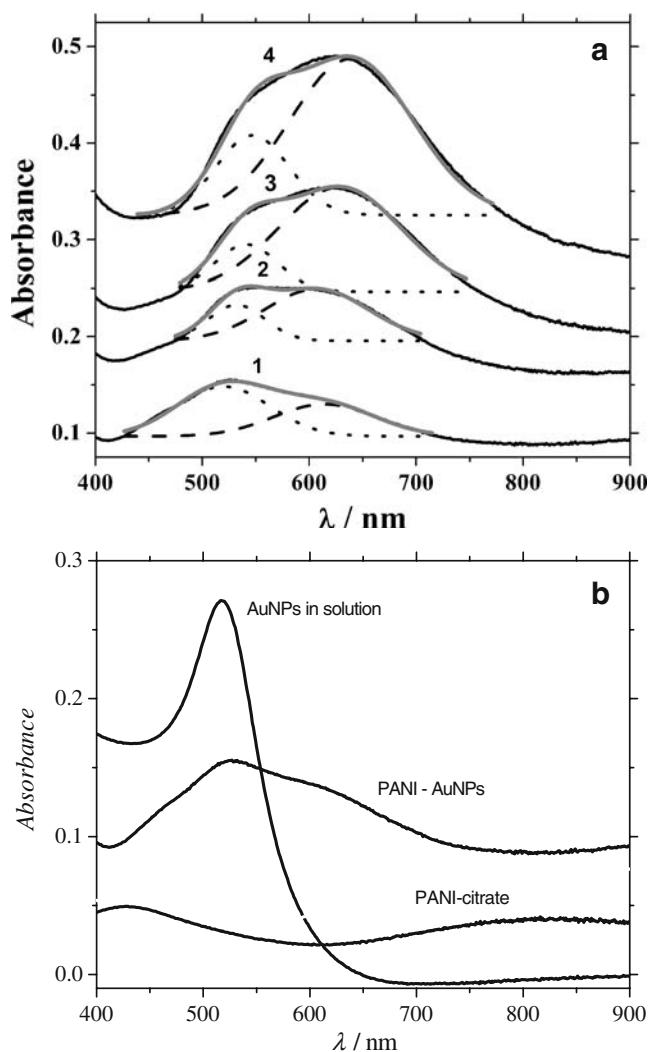 a
0.5
4
0.4
3
0.3
2
0.2
1
0.1
Absorbance
400 500 600 700 800 900
λ / nm
b
0.3
AuNPs in solution
0.2
PANI - AuNPs
0.1
PANI-citrate
0.0
Absorbance
400 500 600 700 800 900
λ / nm